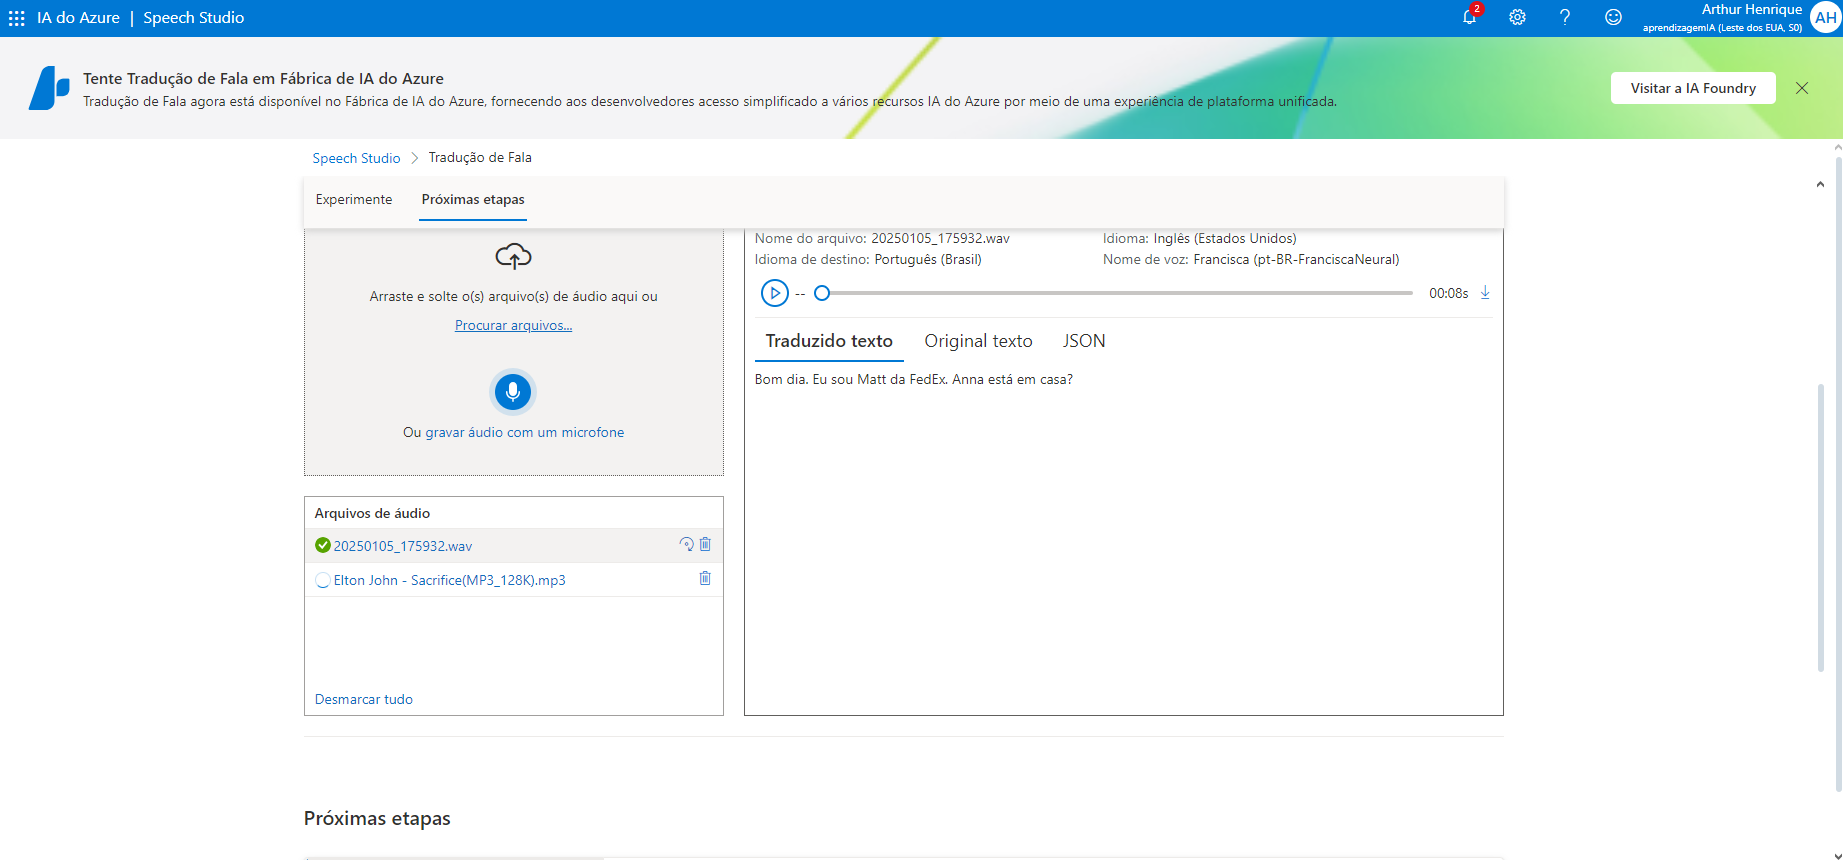 IA do Azure | Speech Studio
2
?
Arthur Henrique
aprendizagemIA (Leste dos EUA, S0)
AH
Tente Tradução de Fala em Fábrica de IA do Azure
Tradução de Fala agora está disponível no Fábrica de IA do Azure, fornecendo aos desenvolvedores acesso simplificado a vários recursos IA do Azure por meio de uma experiência de plataforma unificada.
Visitar a IA Foundry
Speech Studio > Tradução de Fala
Experimente
Próximas etapas
Arraste e solte o(s) arquivo(s) de áudio aqui ou
Procurar arquivos...
Ou gravar áudio com um microfone
Arquivos de áudio
20250105_175932.wav
Elton John - Sacrifice(MP3_128K).mp3
Desmarcar tudo
Nome do arquivo: 20250105_175932.wav
Idioma: Inglês (Estados Unidos)
Idioma de destino: Português (Brasil)
Nome de voz: Francisca (pt-BR-FranciscaNeural)
--
00:08s
Traduzido texto
Original texto
JSON
Bom dia. Eu sou Matt da FedEx. Anna está em casa?
Próximas etapas